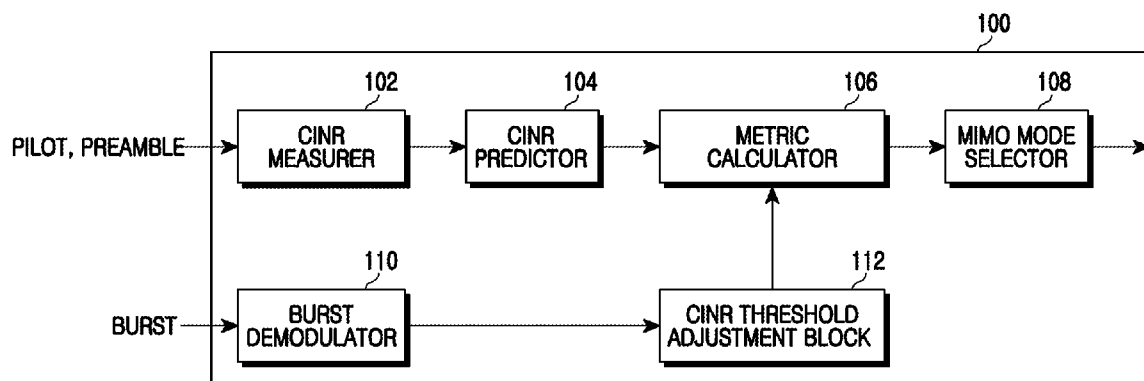 100
102
104
106
108
PILOT, PREAMBLE
CINR
MEASURER
CINR
PREDICTOR
METRIC
CALCULATOR
MIMO MODE
SELECTOR
110
112
BURST
BURST
DEMODULATOR
CINR THRESHOLD
ADJUSTMENT BLOCK